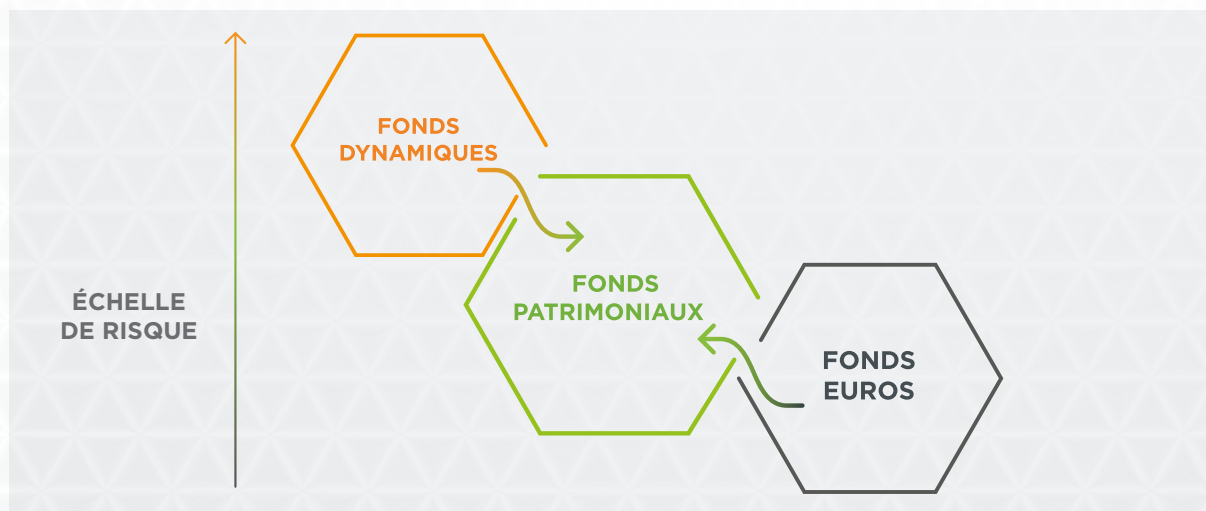 FONDS
DYNAMIQUES
FONDS
PATRIMONIAUX
ÉCHELLE
DE RISQUE
FONDS
EUROS